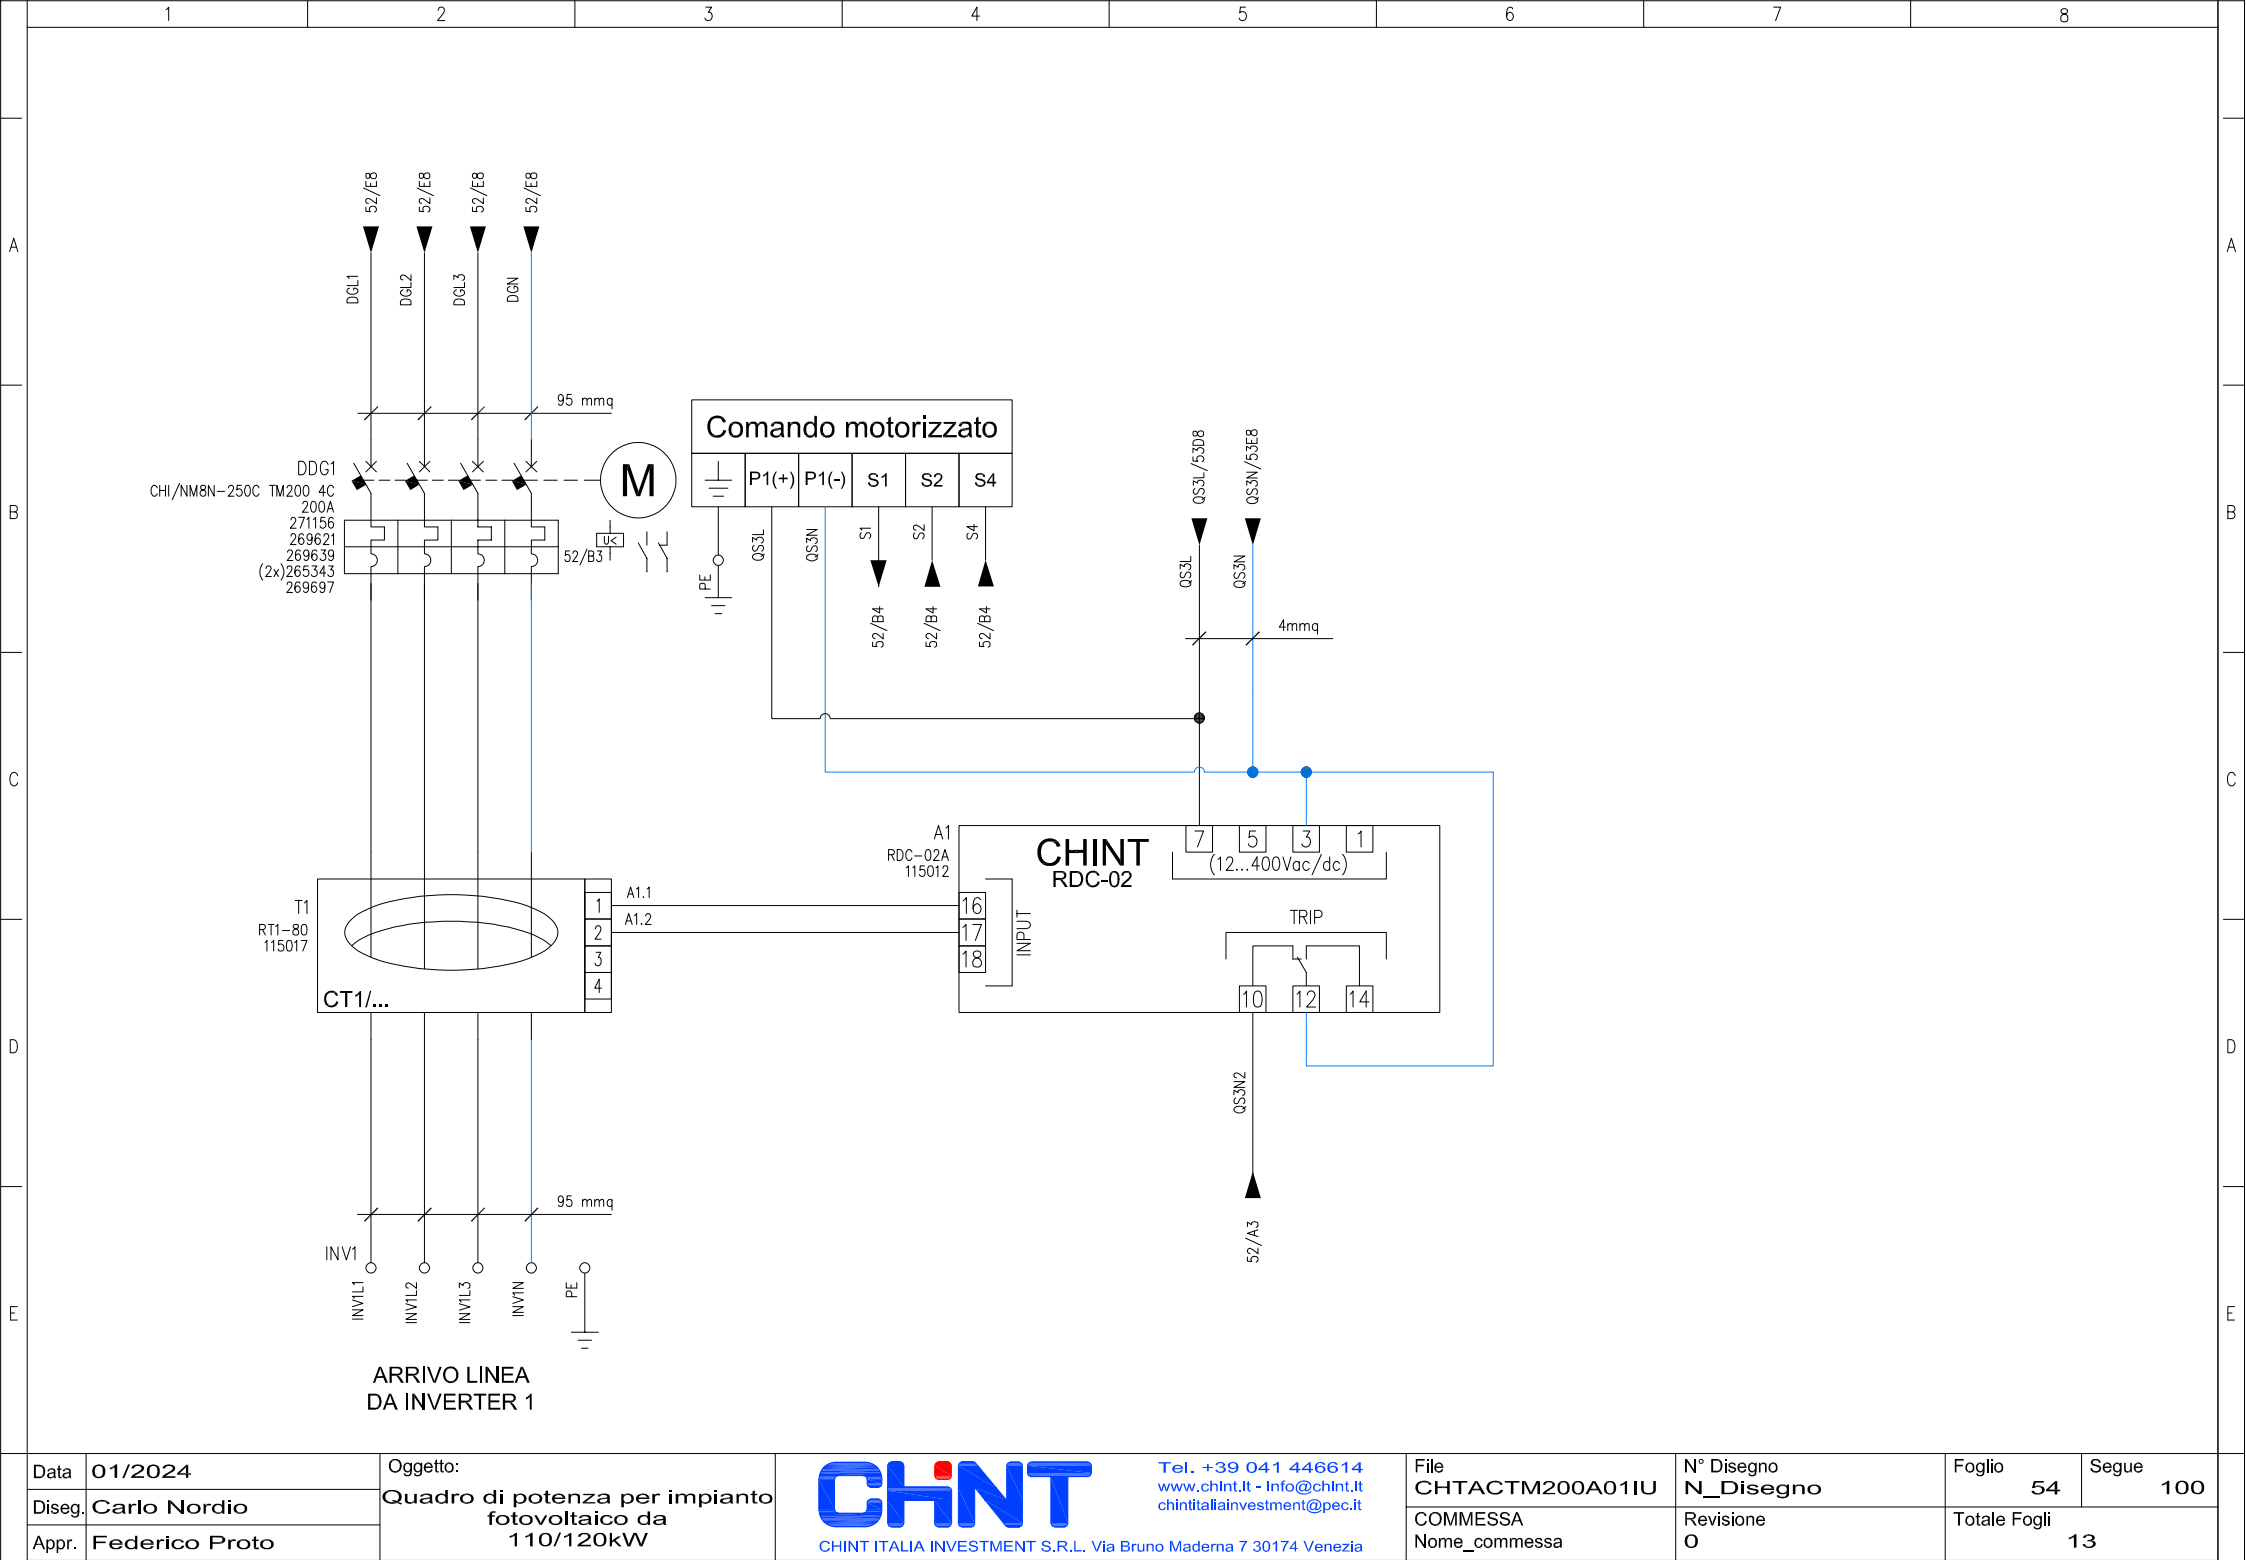 1 2 3 4 5 6 7 8
A A
B B
C C
D D
E E
52/E8 52/E8 52/E8 52/E8
DGL1 DGL2 DGL3 DGN
95 mmq
DDG1
CHI/NM8N-250C TM200 4C
200A
271156
269621
269639
(2x)265343
269697
M
U<
52/B3
Comando motorizzato
P1(+) P1(-) S1 S2 S4
PE QS3L QS3N S1 S2 S4
52/B4 52/B4 52/B4
QS3L/53D8 QS3N/53E8
QS3L QS3N
4mmq
A1
RDC-02A
115012
CHINT
RDC-02
7 5 3 1
(12...400Vac/dc)
16
17
18
INPUT
TRIP
10 12 14
QS3N2
52/A3
T1
RT1-80
115017
CT1/...
1
2
3
4
A1.1
A1.2
95 mmq
INV1
INV1L1 INV1L2 INV1L3 INV1N PE
ARRIVO LINEA
DA INVERTER 1
Data 01/2024
Diseg. Carlo Nordio
Appr. Federico Proto
Oggetto:
Quadro di potenza per impianto
fotovoltaico da
110/120kW
CHINT
Tel. +39 041 446614
www.chint.it - Info@chint.it
chintitaliainvestment@pec.it
CHINT ITALIA INVESTMENT S.R.L. Via Bruno Maderna 7 30174 Venezia
File
CHTACTM200A01IU
COMMESSA
Nome_commessa
N° Disegno
N_Disegno
Revisione
0
Foglio
54
Segue
100
Totale Fogli
13